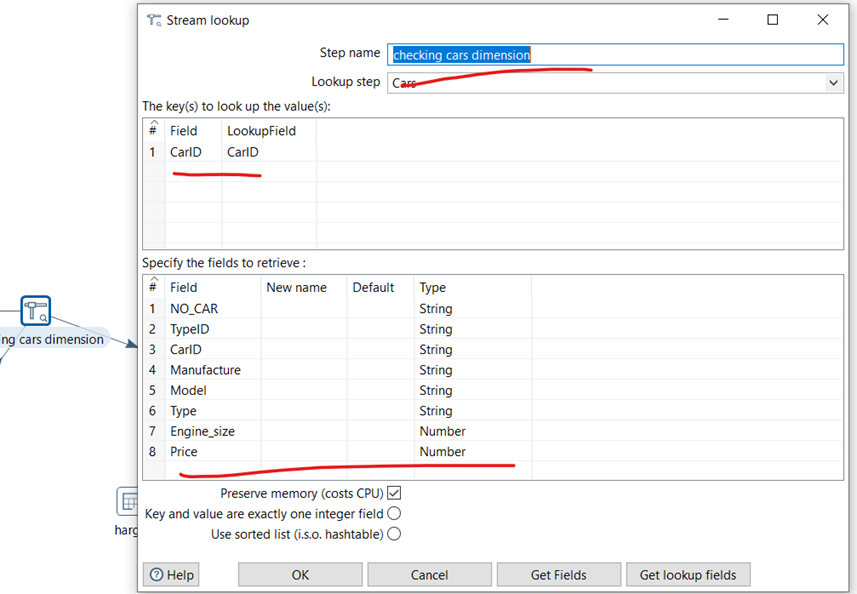 Stream lookup
Step name checking cars dimension
Lookup step Cars
The key(s) to look up the value(s):
# Field LookupField
1 CarID CarID
Specify the fields to retrieve :
# Field New name Default Type
1 NO_CAR String
2 TypeID String
3 CarID String
4 Manufacture String
5 Model String
6 Type String
7 Engine_size Number
8 Price Number
Preserve memory (costs CPU)
Key and value are exactly one integer field
Use sorted list (i.s.o. hashtable)
Help OK Cancel Get Fields Get lookup fields
ng cars dimension
harg